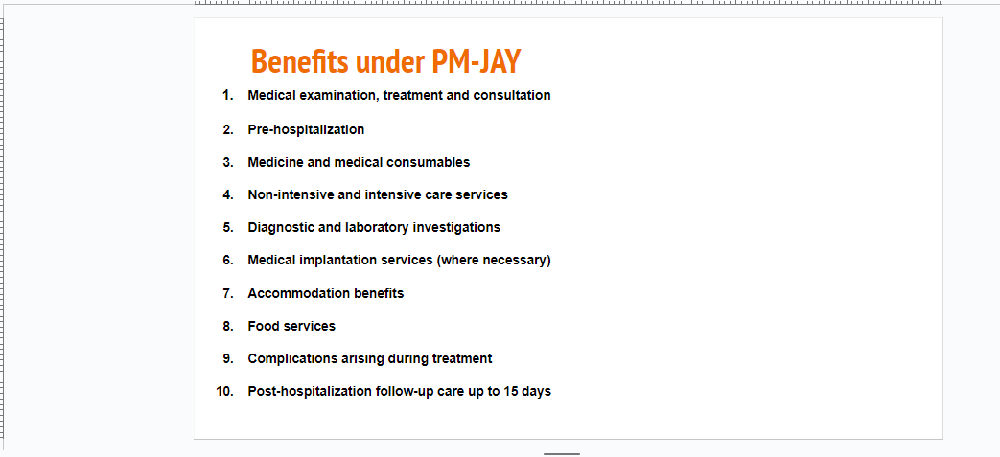 Benefits under PM-JAY
1. Medical examination, treatment and consultation
2. Pre-hospitalization
3. Medicine and medical consumables
4. Non-intensive and intensive care services
5. Diagnostic and laboratory investigations
6. Medical implantation services (where necessary)
7. Accommodation benefits
8. Food services
9. Complications arising during treatment
10. Post-hospitalization follow-up care up to 15 days